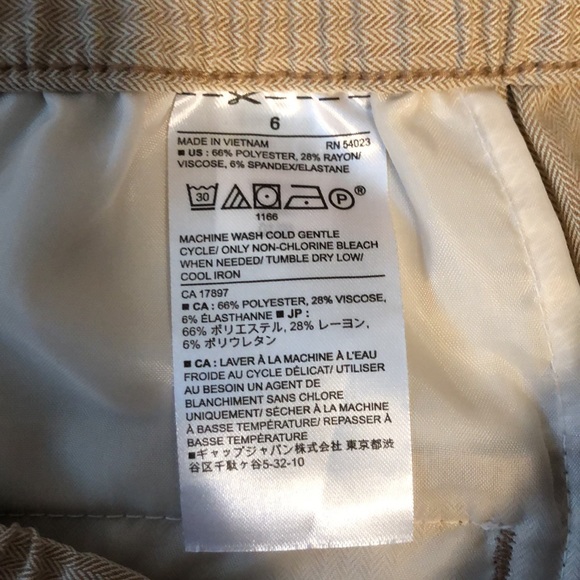 6
MADE IN VIETNAM RN 54023
■ US : 66% POLYESTER, 28% RAYON/
VISCOSE, 6% SPANDEX/ELASTANE
30 P ®
1166
MACHINE WASH COLD GENTLE
CYCLE/ ONLY NON-CHLORINE BLEACH
WHEN NEEDED/ TUMBLE DRY LOW/
COOL IRON
CA 17897
■ CA : 66% POLYESTER, 28% VISCOSE,
6% ÉLASTHANNE ■ JP :
66% ポリエステル, 28% レーヨン,
6% ポリウレタン
■ CA : LAVER À LA MACHINE À L'EAU
FROIDE AU CYCLE DÉLICAT/ UTILISER
AU BESOIN UN AGENT DE
BLANCHIMENT SANS CHLORE
UNIQUEMENT/ SÉCHER À LA MACHINE
À BASSE TEMPÉRATURE/ REPASSER À
BASSE TEMPÉRATURE
■ギャップジャパン株式会社 東京都渋
谷区千駄ヶ谷5-32-10